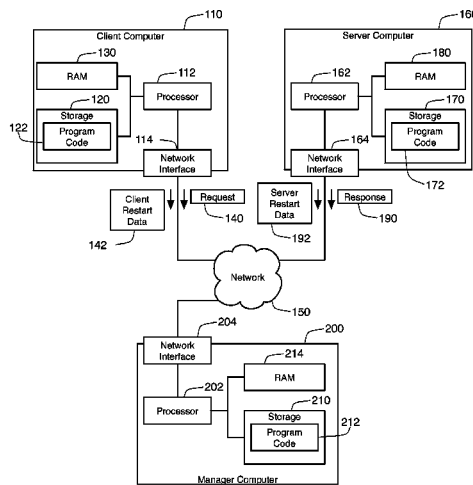 110
Client Computer
130
RAM
112
Processor
120
Storage
122
Program
Code
114
Network
Interface
160
Server Computer
180
RAM
162
Processor
170
Storage
Program
Code
172
164
Network
Interface
Client
Restart
Data
142
Request
140
Server
Restart
Data
192
Response
190
Network
150
204
Network
Interface
200
214
RAM
202
Processor
210
Storage
Program
Code
212
Manager Computer